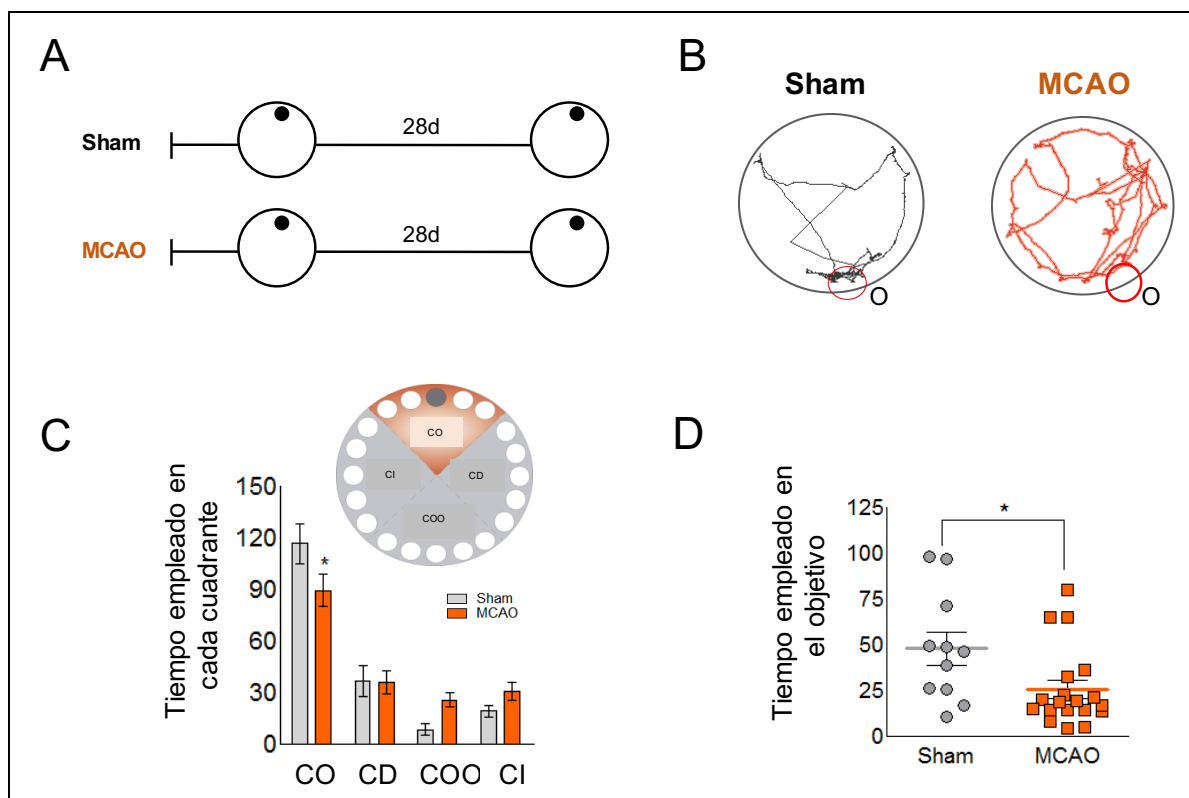 A
Sham
28d
MCAO
28d
B
Sham
MCAO
O
O
C
Tiempo empleado en
cada cuadrante
150
120
90
60
30
0
*
CO
CI
CD
COO
Sham
MCAO
CO CD COO CI
D
Tiempo empleado en
el objetivo
125
100
75
50
25
0
*
Sham MCAO